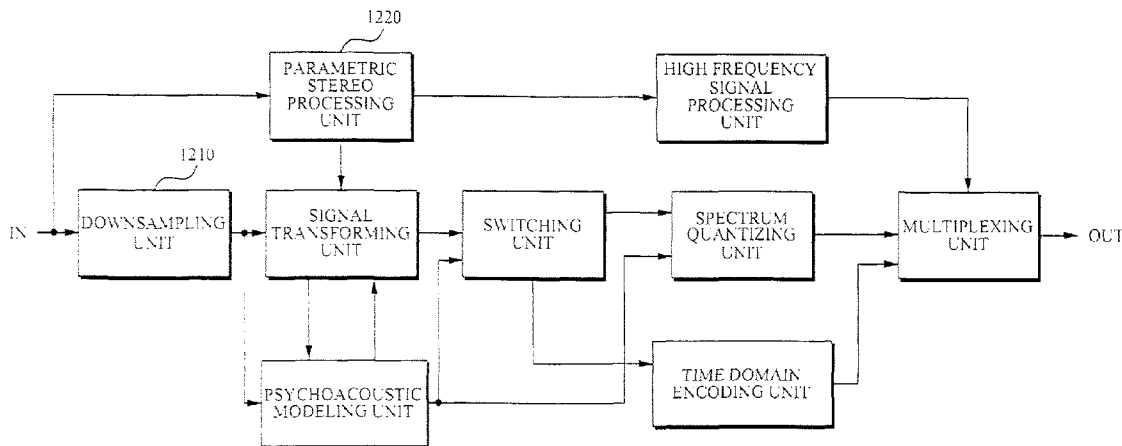 1220
PARAMETRIC
STEREO
PROCESSING
UNIT
HIGH FREQUENCY
SIGNAL
PROCESSING
UNIT
1210
IN
DOWNSAMPLING
UNIT
SIGNAL
TRANSFORMING
UNIT
SWITCHING
UNIT
SPECTRUM
QUANTIZING
UNIT
MULTIPLEXING
UNIT
OUT
PSYCHOACOUSTIC
MODELING UNIT
TIME DOMAIN
ENCODING UNIT